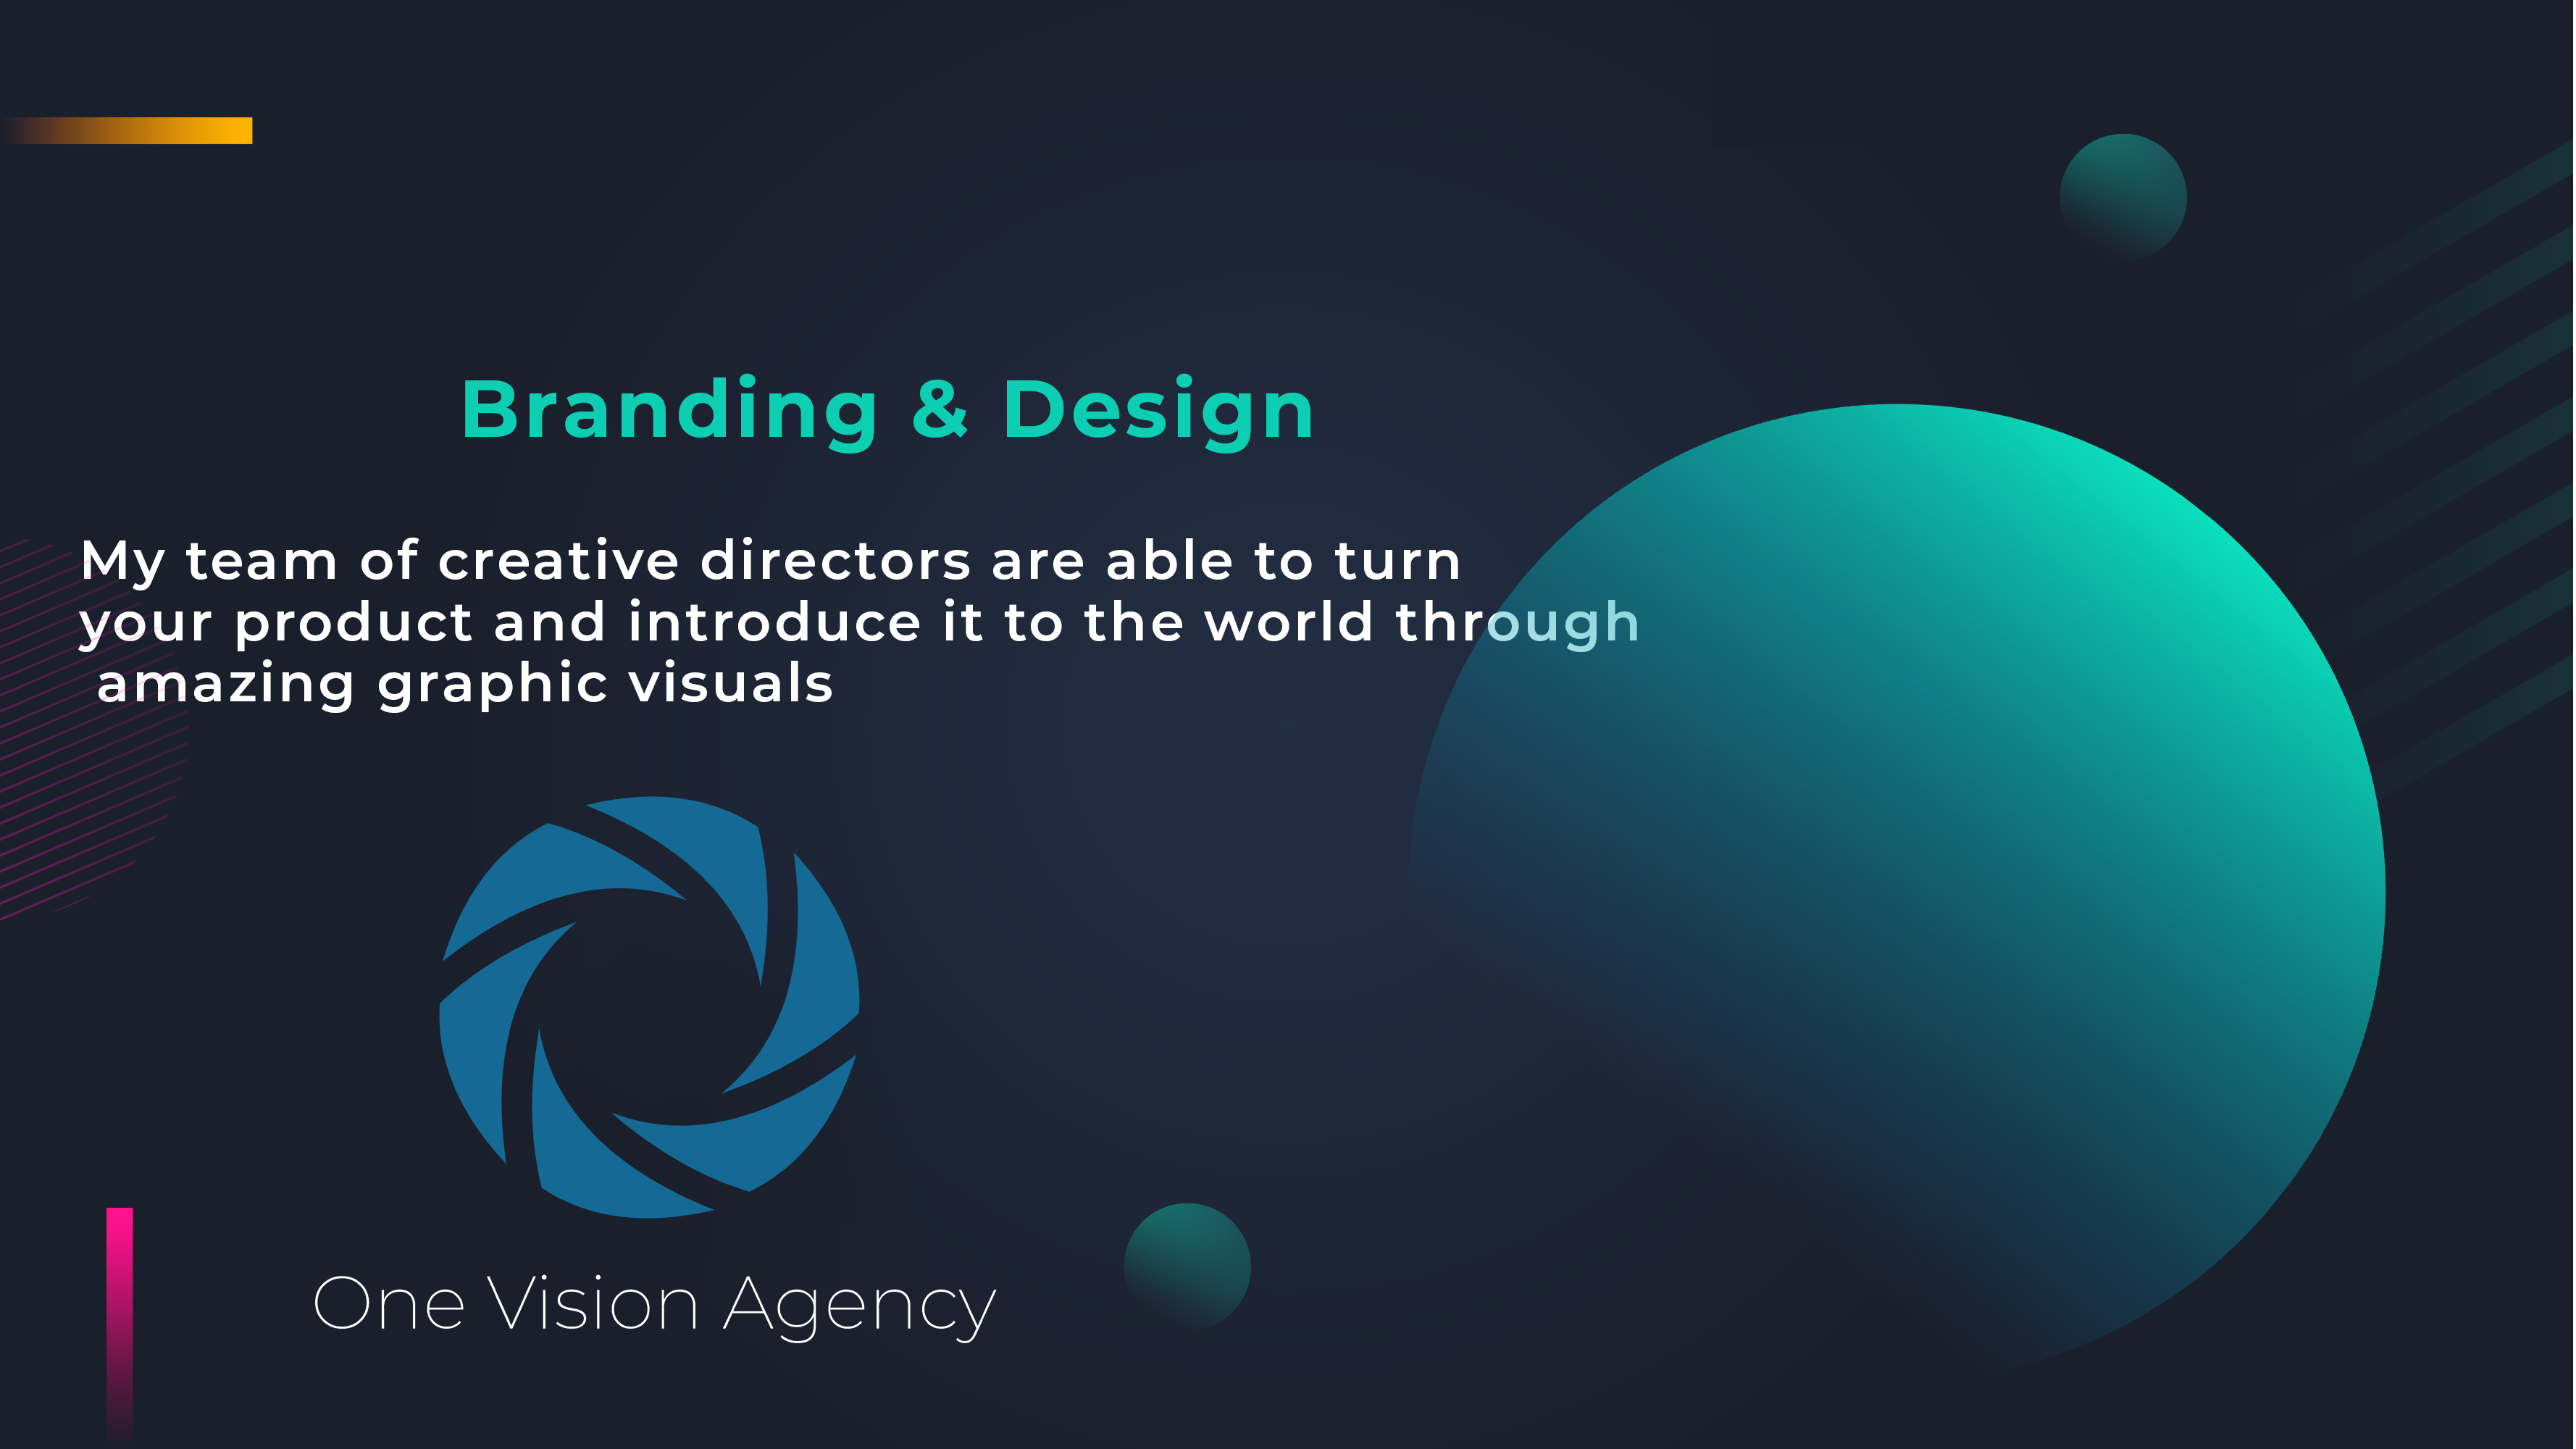 Branding & Design
My team of creative directors are able to turn
your product and introduce it to the world through
amazing graphic visuals
One Vision Agency